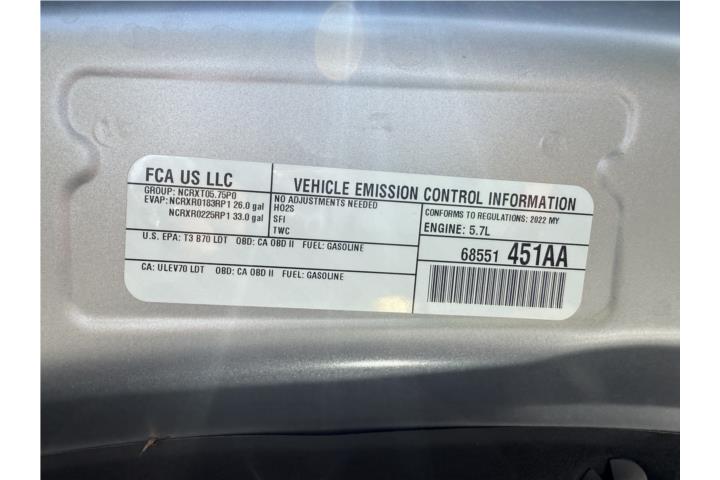 FCA US LLC
GROUP: NCRXT05.75P0
EVAP: NCRXR0183RP1 26.0 gal
NCRXR0225RP1 33.0 gal
VEHICLE EMISSION CONTROL INFORMATION
NO ADJUSTMENTS NEEDED
HO2S
SFI
TWC
CONFORMS TO REGULATIONS: 2022 MY
ENGINE: 5.7L
U.S. EPA: T3 B70 LDT OBD: CA OBD II FUEL: GASOLINE
CA: ULEV70 LDT OBD: CA OBD II FUEL: GASOLINE
68551 451AA